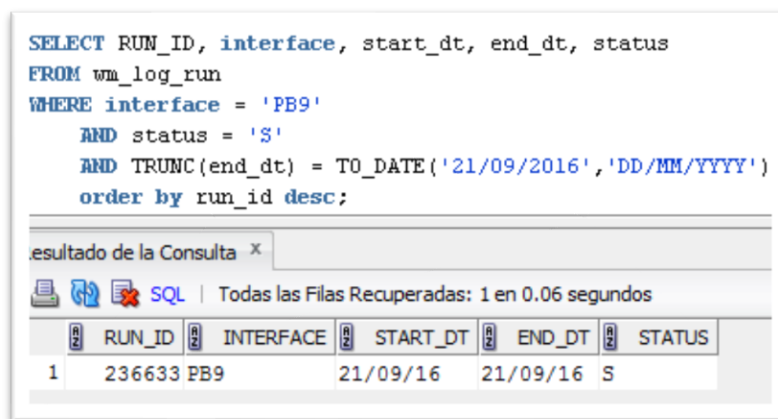 SELECT RUN_ID, interface, start_dt, end_dt, status
FROM wm_log_run
WHERE interface = 'PB9'
AND status = 'S'
AND TRUNC(end_dt) = TO_DATE('21/09/2016','DD/MM/YYYY')
order by run_id desc;
esultado de la Consulta x
SQL | Todas las Filas Recuperadas: 1 en 0.06 segundos
RUN_ID INTERFACE START_DT END_DT STATUS
1 236633 PB9 21/09/16 21/09/16 S